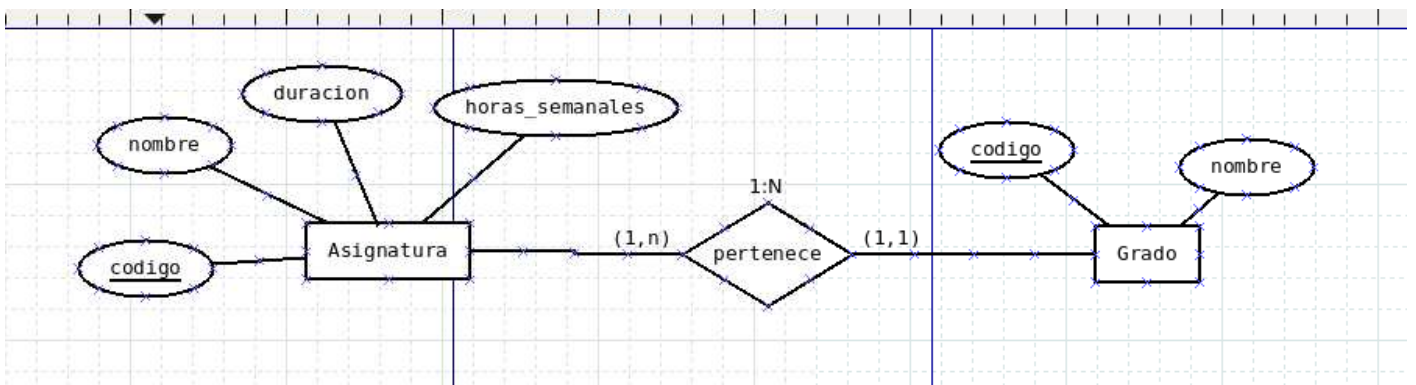 duracion
horas_semanales
nombre
codigo
nombre
1:N
Asignatura
(1,n)
pertenece
(1,1)
Grado
codigo